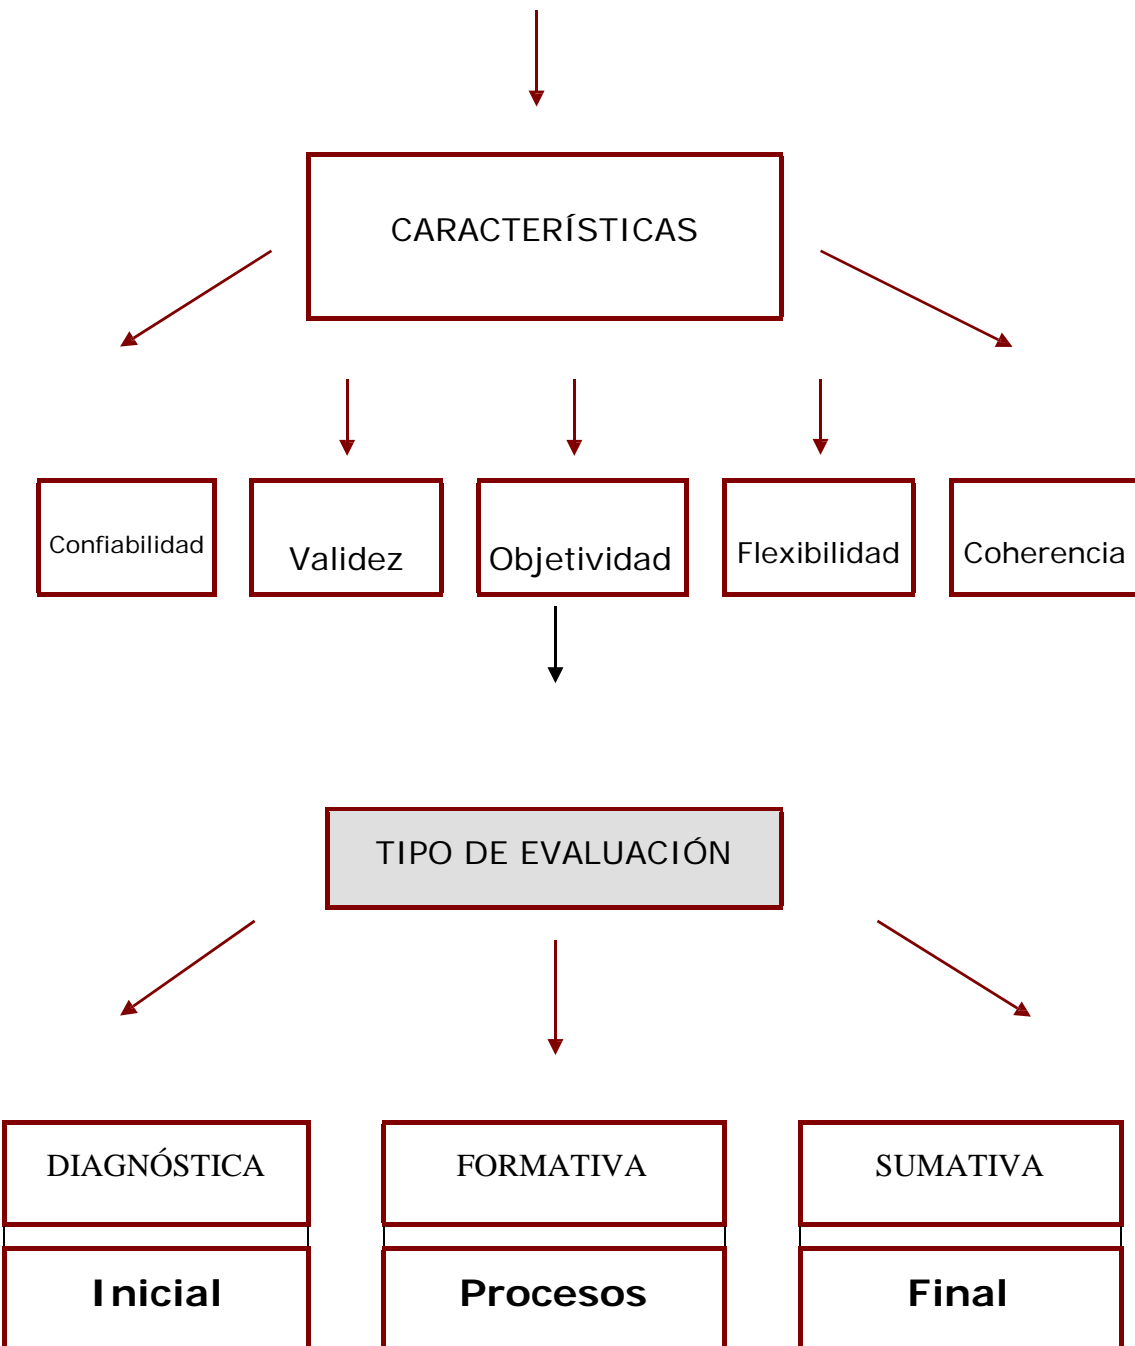 CARACTERÍSTICAS
Confiabilidad
Validez
Objetividad
Flexibilidad
Coherencia
TIPO DE EVALUACIÓN
DIAGNÓSTICA
FORMATIVA
SUMATIVA
Inicial
Procesos
Final